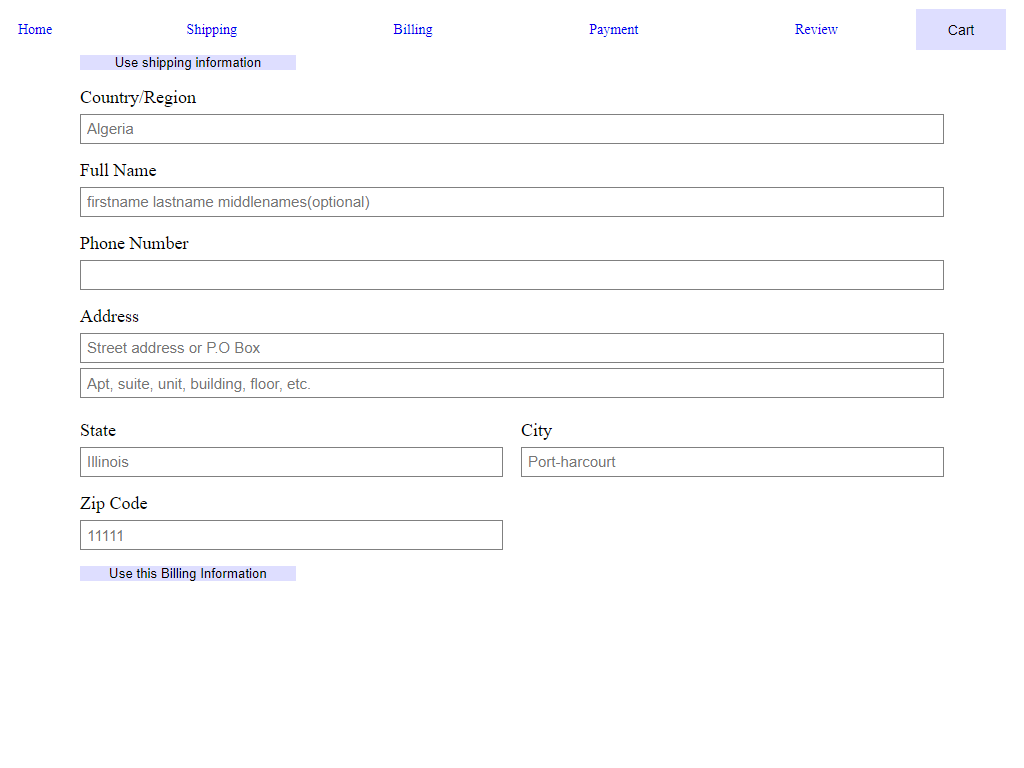 Home Shipping Billing Payment Review Cart
Use shipping information
Country/Region
Algeria
Full Name
firstname lastname middlenames(optional)
Phone Number
Address
Street address or P.O Box
Apt, suite, unit, building, floor, etc.
State City
Illinois Port-harcourt
Zip Code
11111
Use this Billing Information